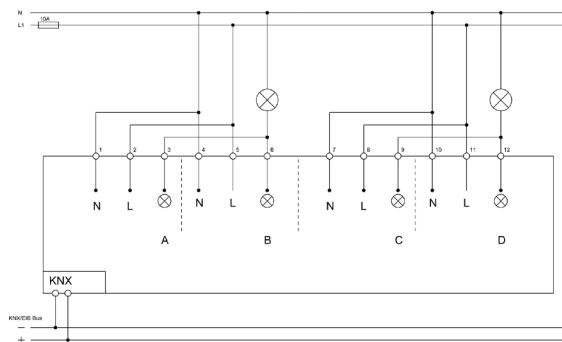 N
L1 10A
1 2 3 4 5 6 7 8 9 10 11 12
N L N L N L N L
A B C D
KNX
KNX/EIB Bus
−
+